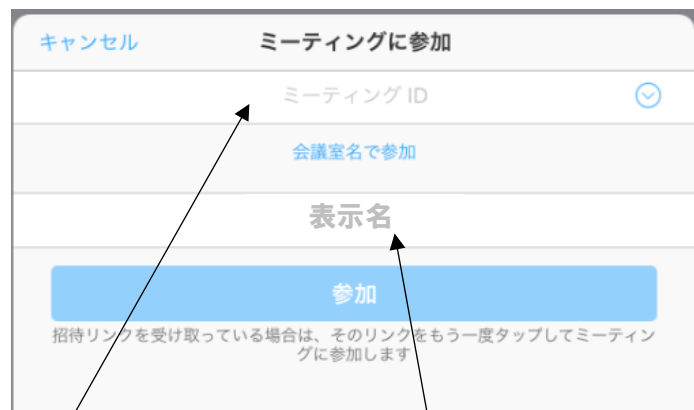 キャンセル ミーティングに参加
ミーティング ID
会議室名で参加
表示名
参加
招待リンクを受け取っている場合は、そのリンクをもう一度タップしてミーティン
グに参加します